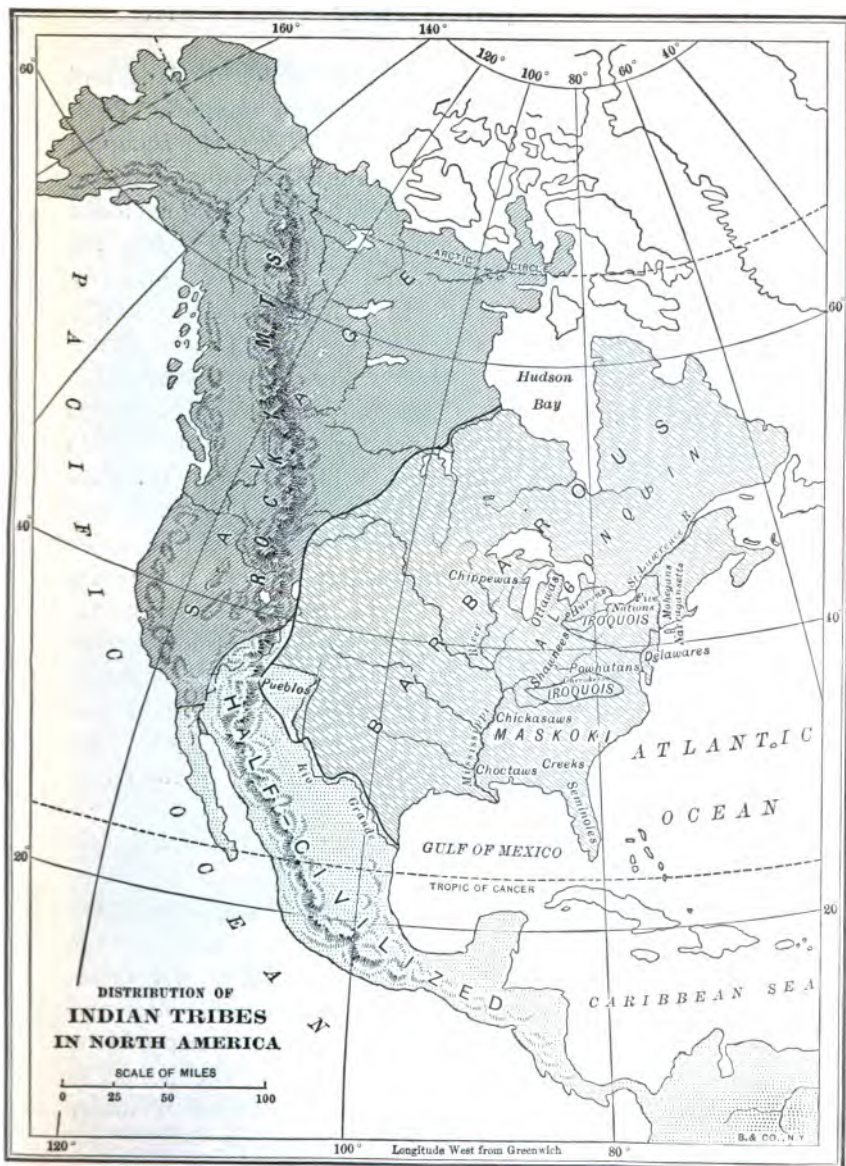 160°
140°
120°
100°
80°
60°
40°
60°
60°
40°
40°
20°
20°
ARCTIC CIRCLE
PACIFIC OCEAN
ROCKY MTS
SAVAGE
Hudson
Bay
BARBAROUS
ALGONQUIN
St. Lawrence R.
Chippewas
Ottawas
Hurons
Five
Nations
IROQUOIS
Mohegans
Narragansetts
Delawares
Shawnees
Powhatans
Cherokees
IROQUOIS
Mississippi River
Chickasaws
MASKOKI
Choctaws
Creeks
Seminoles
Pueblos
Rio Grande
HALF-CIVILIZED
ATLANTIC
OCEAN
GULF OF MEXICO
TROPIC OF CANCER
CARIBBEAN SEA
DISTRIBUTION OF
INDIAN TRIBES
IN NORTH AMERICA
SCALE OF MILES
0 25 50 100
120°
100°
Longitude West from Greenwich
80°
B. & CO., N.Y.